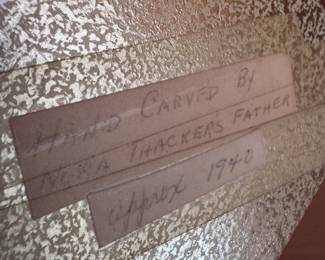 HAND CARVED BY
NORA THACKERS FATHER
approx 1940